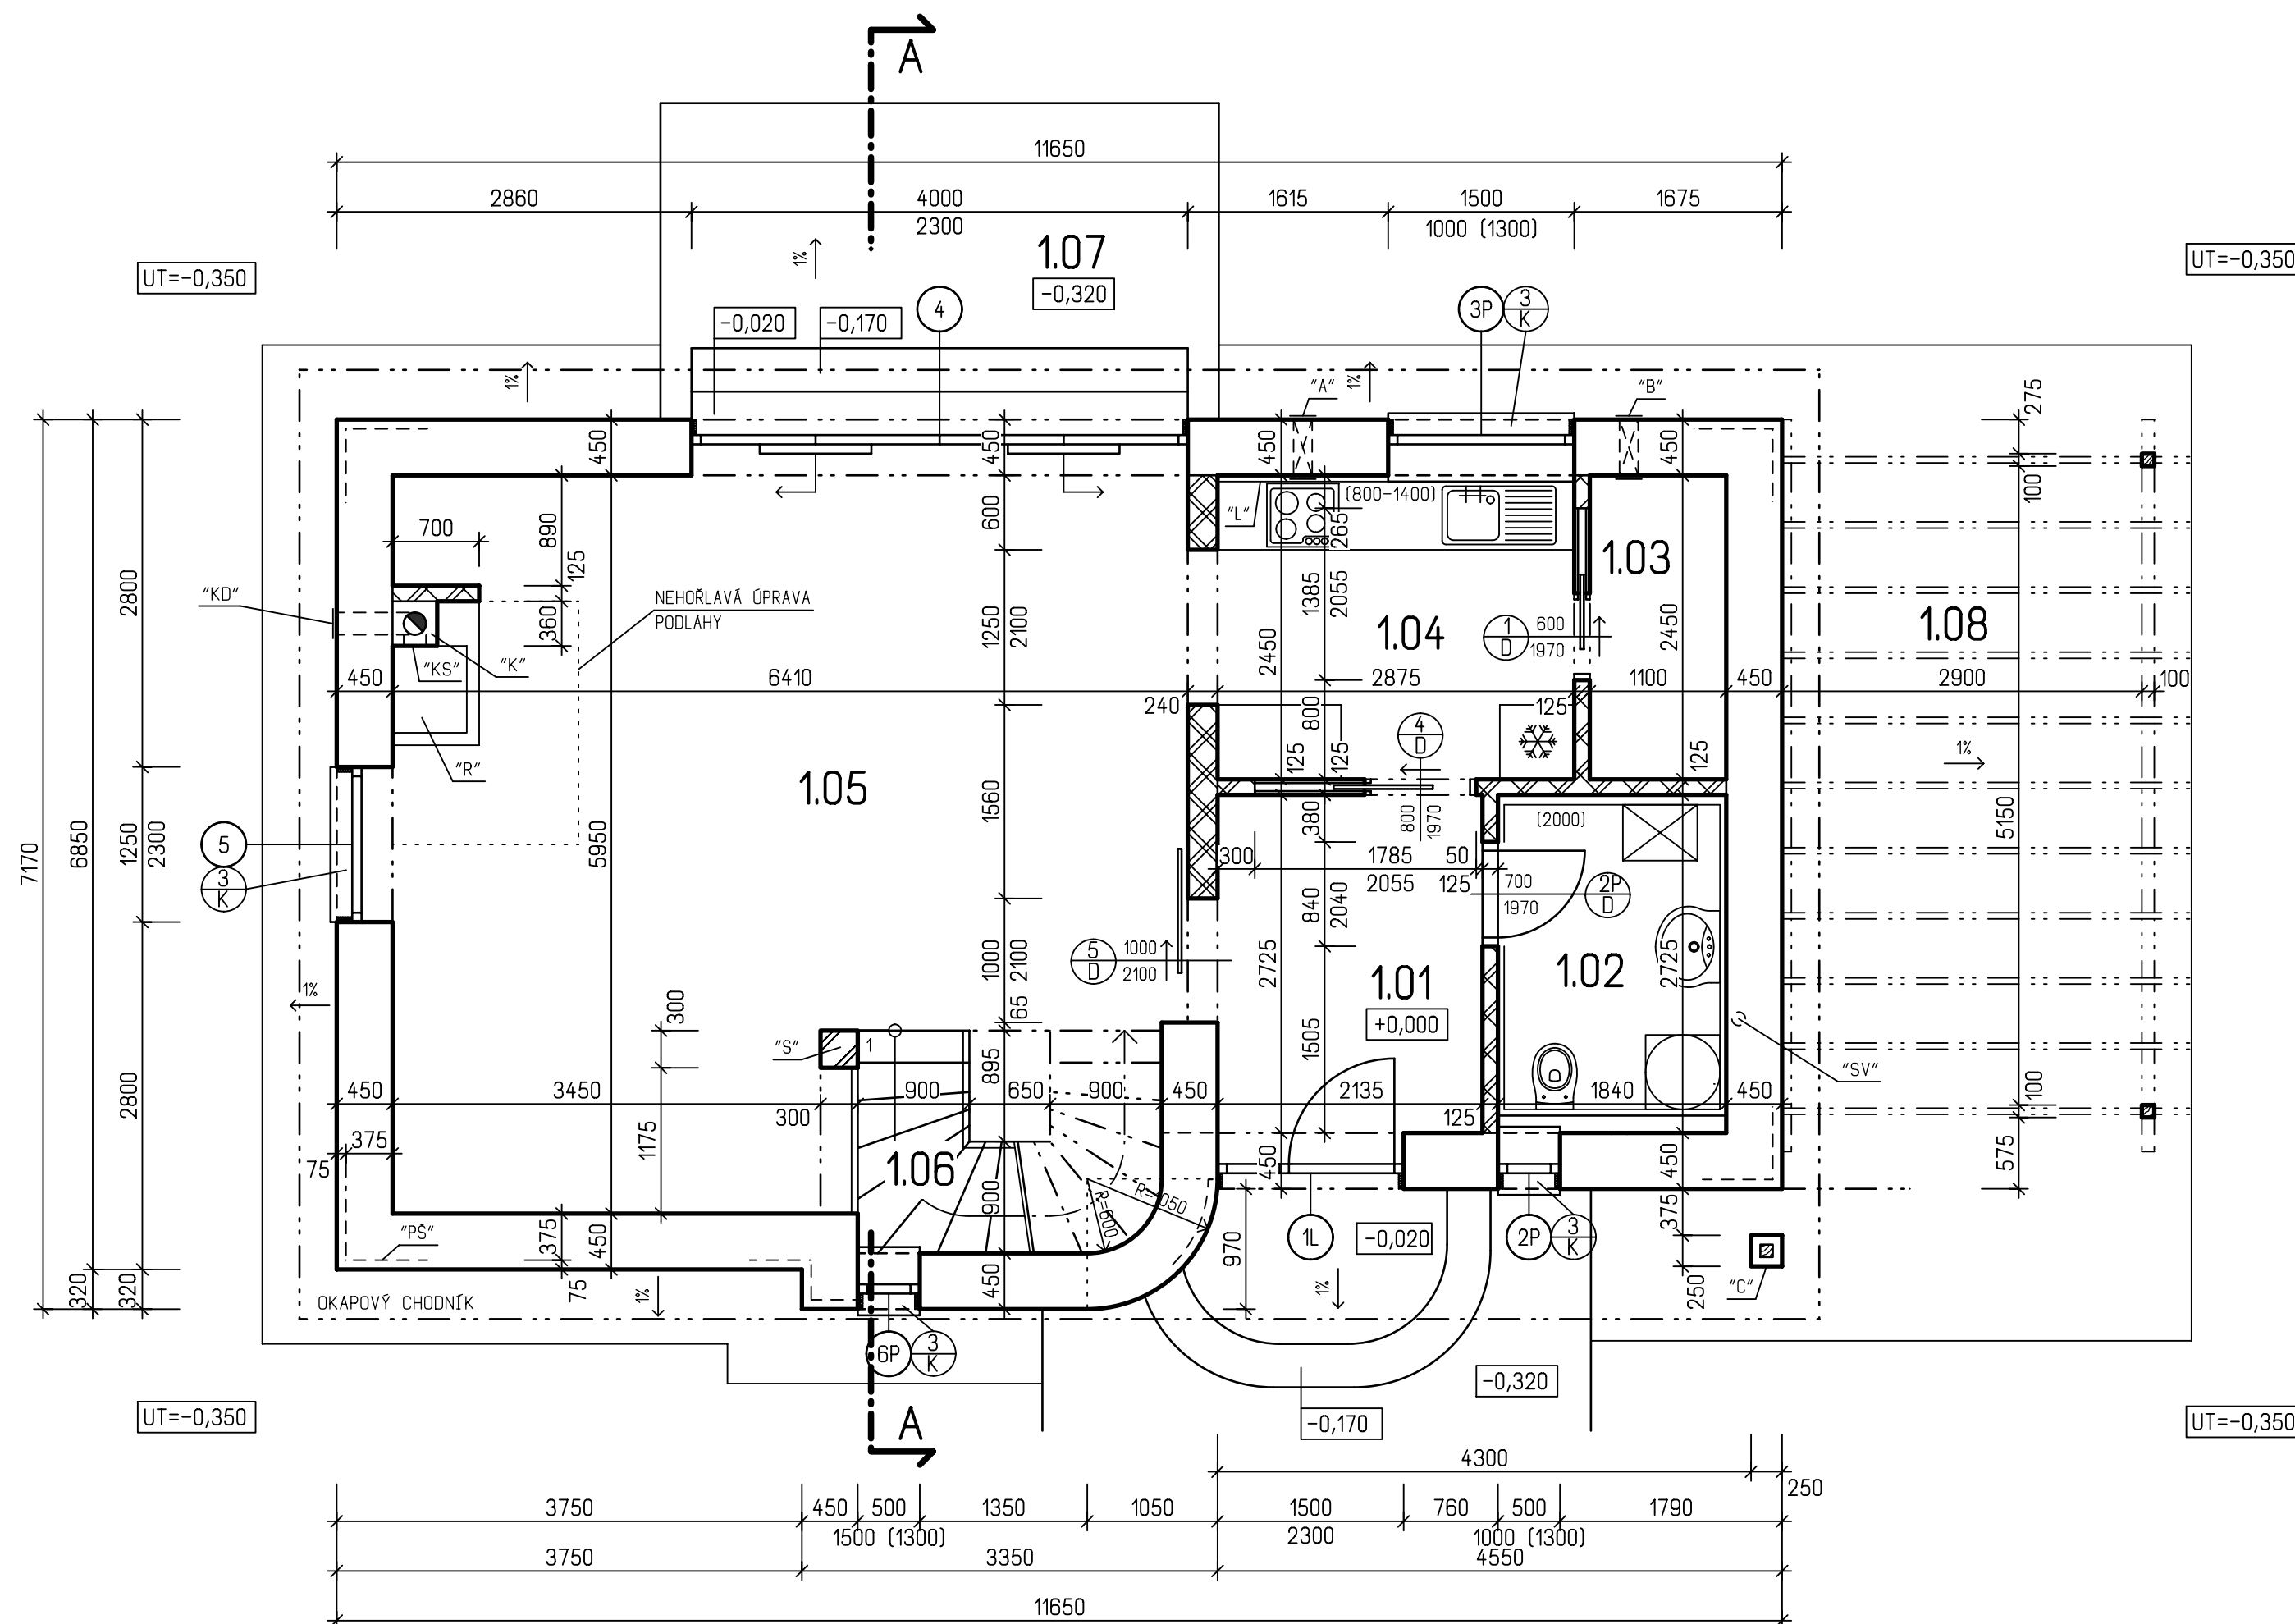 A
11650
2860 4000 1615 1500 1675
2300 1000 (1300)
1% 1.07
UT=-0,350 UT=-0,350
-0,320
-0,020 -0,170 4 3P 3
K
1% "A" 1% "B"
275
450 450 450 450
(800-1400)
"L" 100
700 890 600 265
125 1.03
"KD" NEHOŘLAVÁ ÚPRAVA
PODLAHY
2800 360 1250 2100 1385 2055 1.08
1.04 1 600 2450
D 1970
"KS" "K" 2450
450 6410 2875 1100 450 2900 100
240 800 125
4
D
1% 
"R" 125 125 125
1.05
7170 6850 1250 2300 5950 1560 380 800 1970 (2000) 5150
5 300 1785 50
3 2055 125 700 2P
K 1970 D
840 2040
5 1000 1000 2100 2725 2725
D 2100
1.01 1.02
1% 300 65 +0,000
"S" 1 895 1505
"SV"
2800 450 3450 900 650 900 450 2135 1840 450 100
300 125
375 1175 1.06 450 450 575
75 900 R=600 R=1050
"PŠ" 375 450 970 1L -0,020 2P 3 375
K
320 320 75 1% 450 1% 250 "C"
OKAPOVÝ CHODNÍK
6P 3
K
-0,320
UT=-0,350 A -0,170 UT=-0,350
4300
250
3750 450 500 1350 1050 1500 760 500 1790
1500 (1300) 2300 1000 (1300)
3750 3350 4550
11650